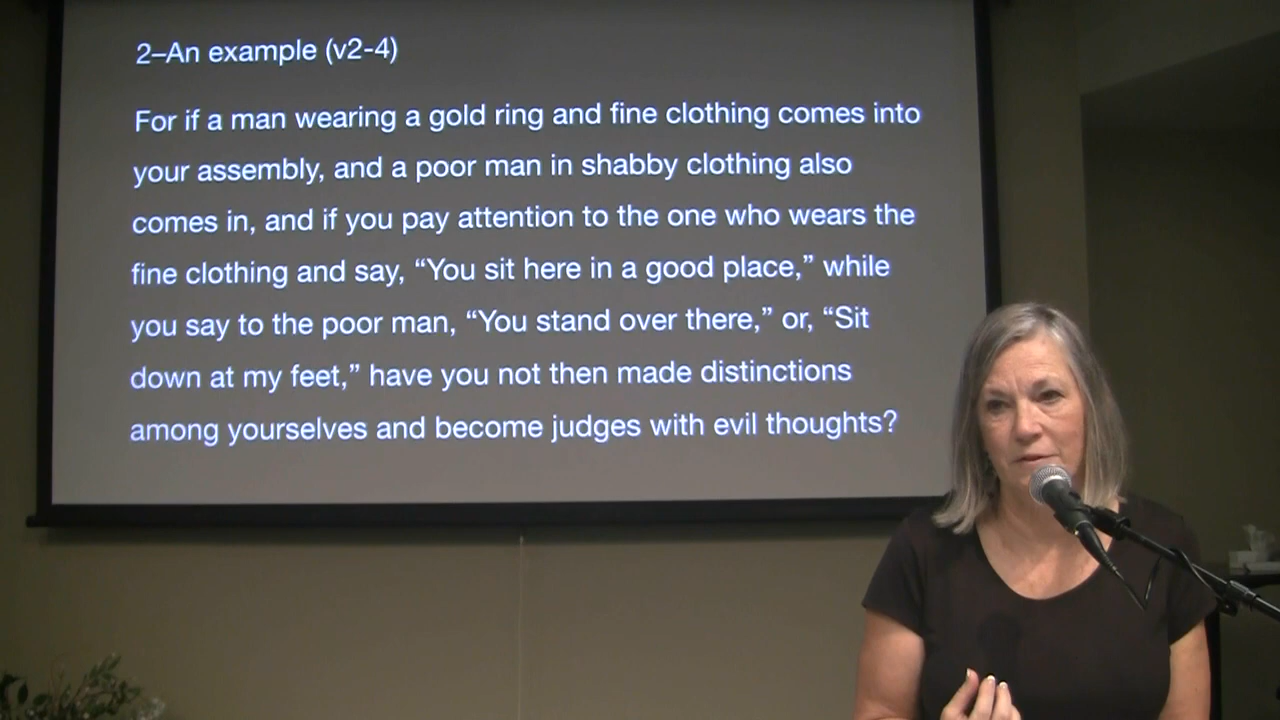 2–An example (v2-4)
For if a man wearing a gold ring and fine clothing comes into
your assembly, and a poor man in shabby clothing also
comes in, and if you pay attention to the one who wears the
fine clothing and say, “You sit here in a good place,” while
you say to the poor man, “You stand over there,” or, “Sit
down at my feet,” have you not then made distinctions
among yourselves and become judges with evil thoughts?